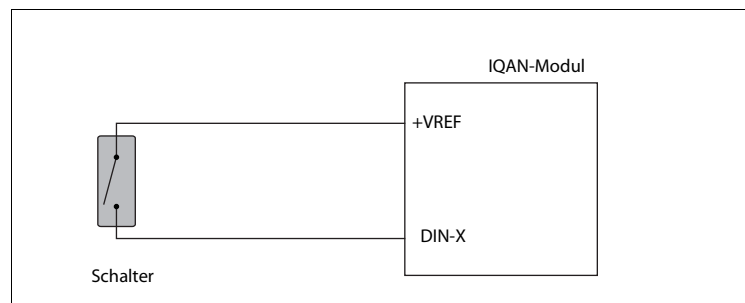 IQAN-Modul
+VREF
DIN-X
Schalter